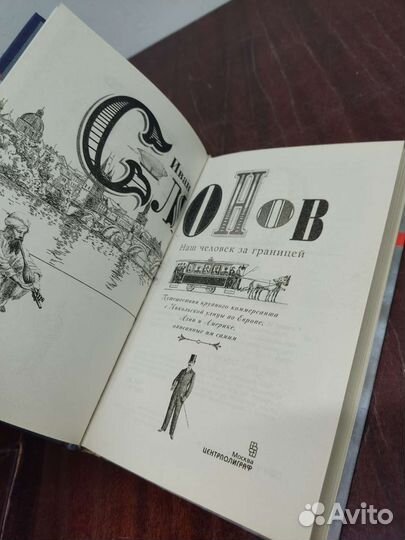 Иван
Слонов
Наш человек за границей
Путешествия крупного коммерсанта
с Никольской улицы по Европе,
Азии и Америке,
описанные им самим
Москва
ЦЕНТРПОЛИГРАФ
Avito